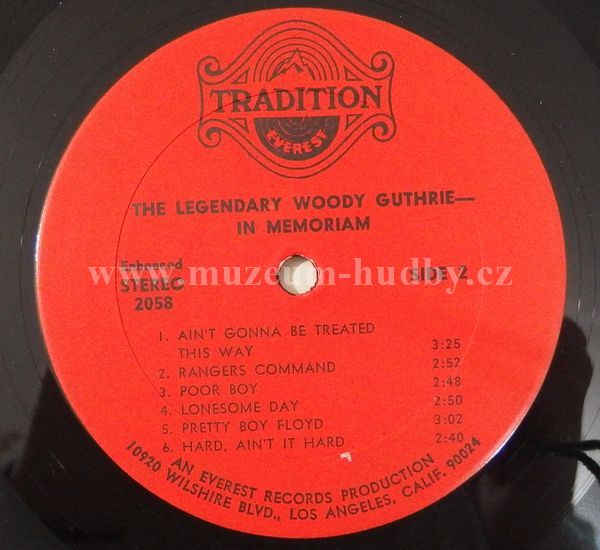 TRADITION
EVEREST
THE LEGENDARY WOODY GUTHRIE—
IN MEMORIAM
Enhanced
STEREO
2058
SIDE 2
www.muzeum-hudby.cz
1. AIN'T GONNA BE TREATED
THIS WAY 3:25
2. RANGERS COMMAND 2:52
3. POOR BOY 2:48
4. LONESOME DAY 2:50
5. PRETTY BOY FLOYD 3:02
6. HARD, AIN'T IT HARD 2:40
AN EVEREST RECORDS PRODUCTION
10920 WILSHIRE BLVD., LOS ANGELES, CALIF. 90024